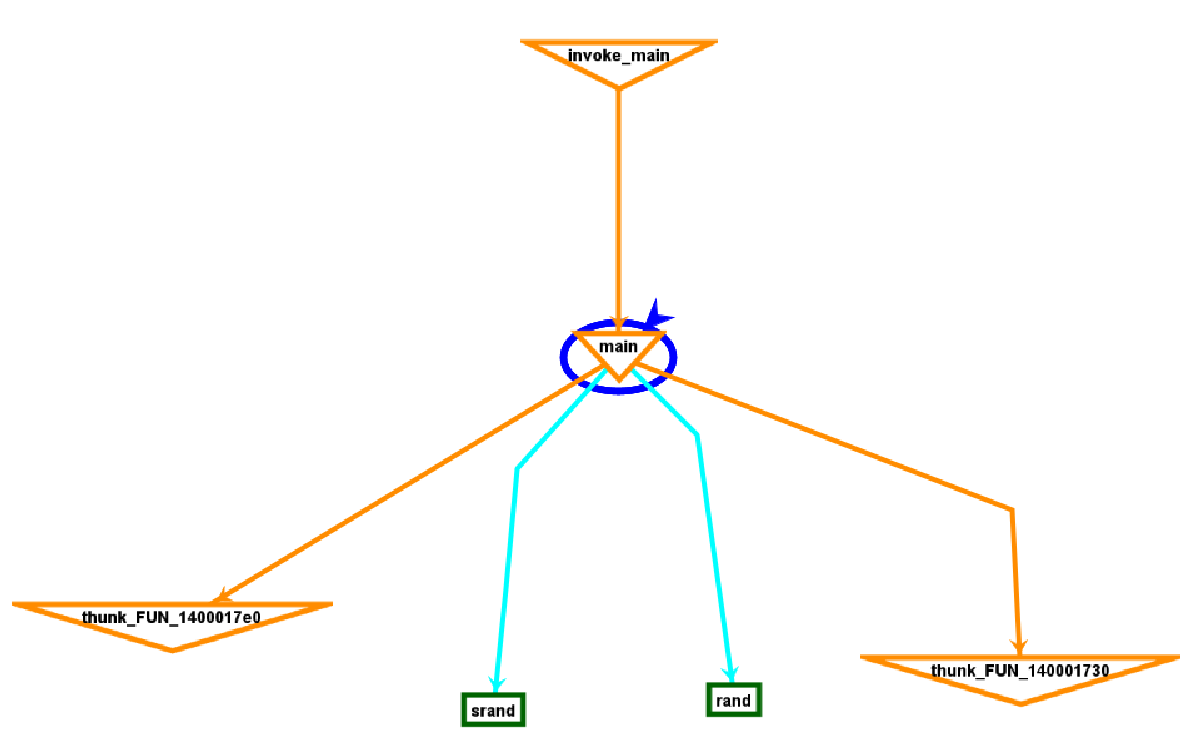 invoke_main
main
thunk_FUN_1400017e0
thunk_FUN_140001730
srand
rand